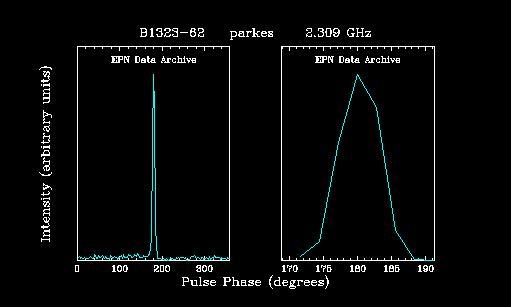 B1323-62 parkes 2.309 GHz
EPN Data Archive EPN Data Archive
Intensity (arbitrary units)
0 100 200 300 170 175 180 185 190
Pulse Phase (degrees)